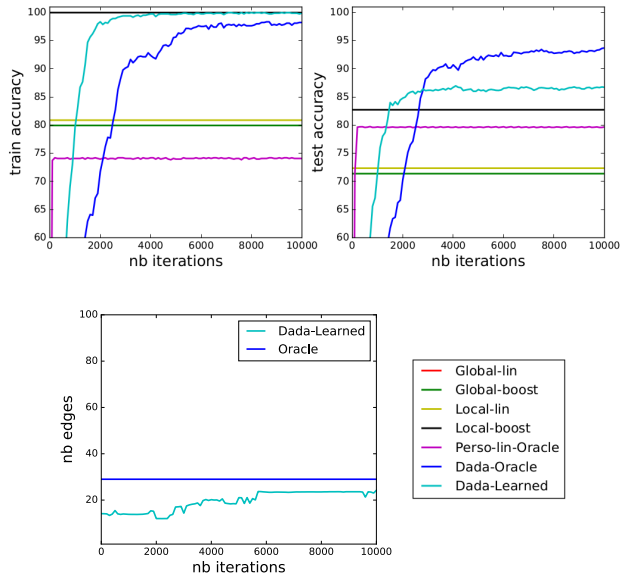 100
95
90
85
80
75
70
65
60
train accuracy
0 2000 4000 6000 8000 10000
nb iterations
100
95
90
85
80
75
70
65
60
test accuracy
0 2000 4000 6000 8000 10000
nb iterations
100
80
60
40
20
nb edges
0 2000 4000 6000 8000 10000
nb iterations
Dada-Learned
Oracle
Global-lin
Global-boost
Local-lin
Local-boost
Perso-lin-Oracle
Dada-Oracle
Dada-Learned